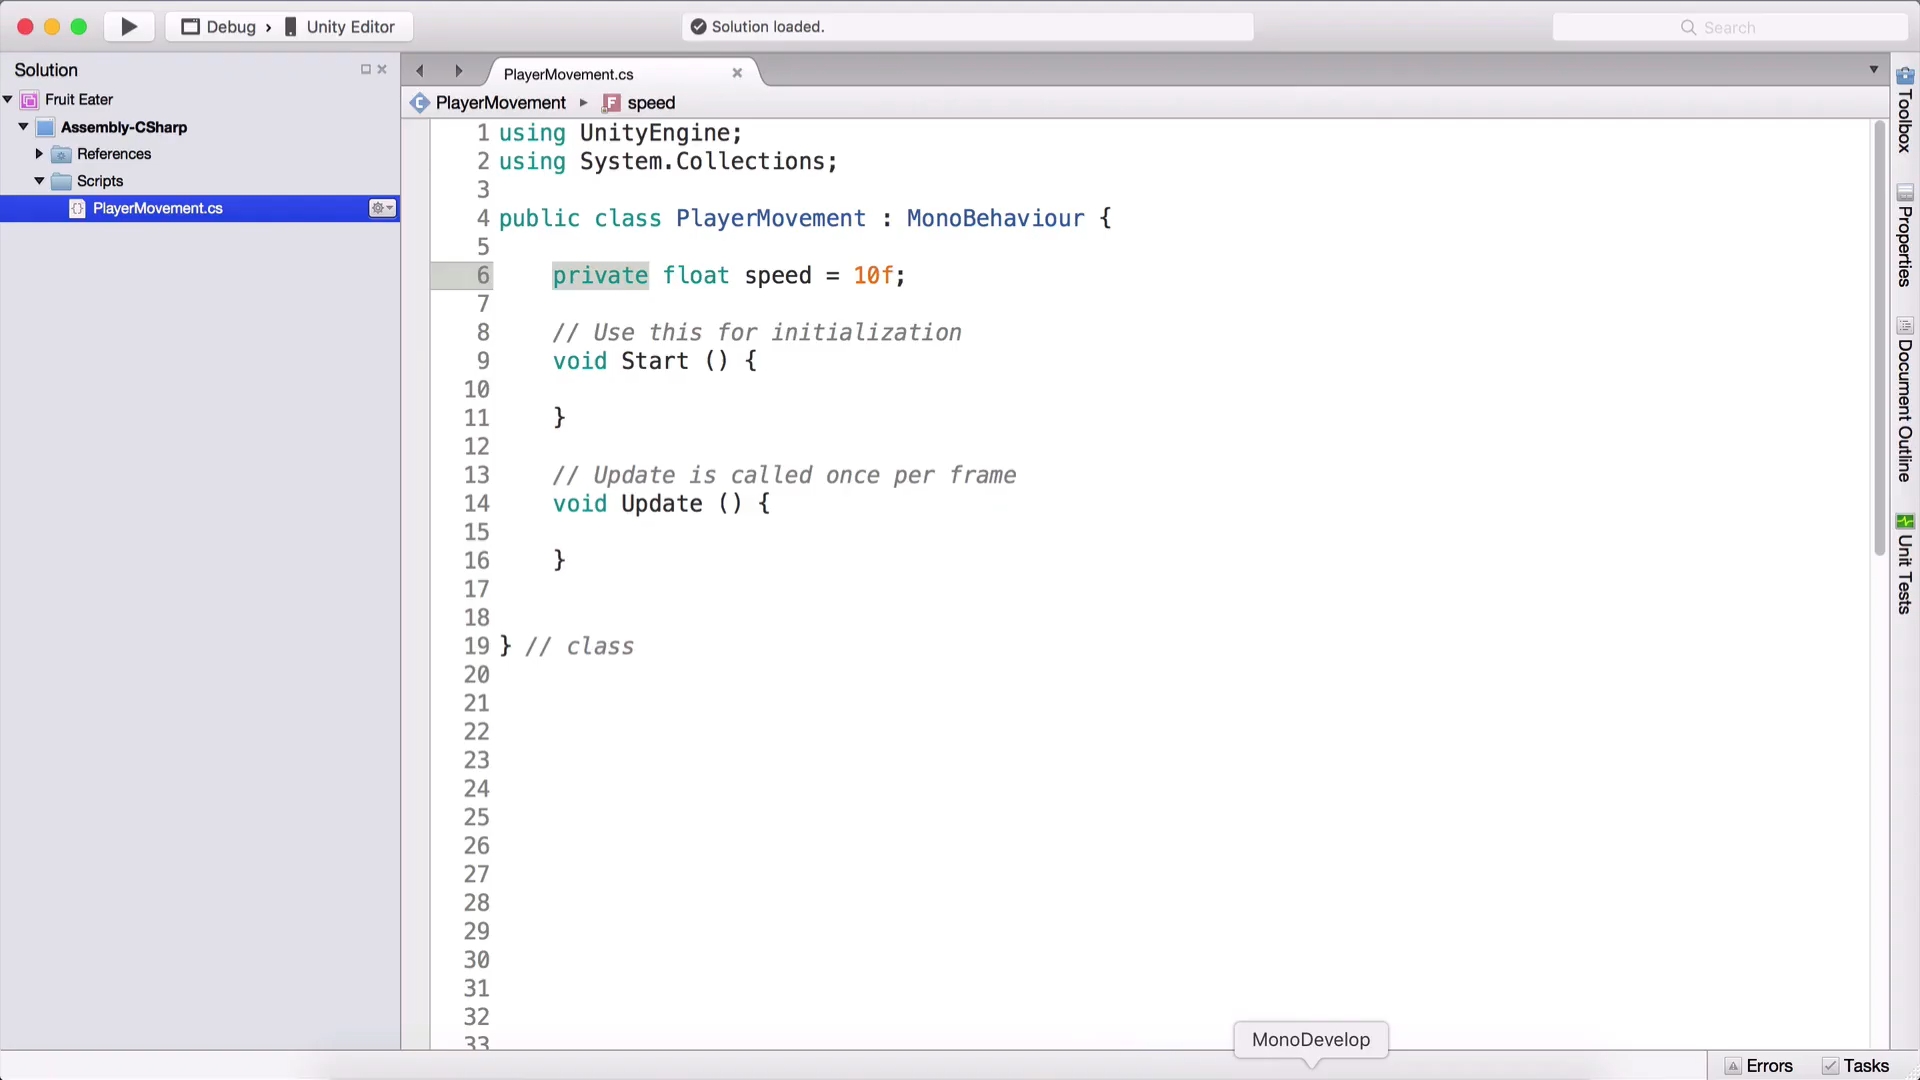 Debug › Unity Editor
Solution loaded.
Search
Solution
Fruit Eater
Assembly-CSharp
References
Scripts
PlayerMovement.cs
PlayerMovement.cs
PlayerMovement
speed
1 using UnityEngine;
2 using System.Collections;
3
4 public class PlayerMovement : MonoBehaviour {
5
6 private float speed = 10f;
7
8 // Use this for initialization
9 void Start () {
10
11 }
12
13 // Update is called once per frame
14 void Update () {
15
16 }
17
18
19 } // class
20
21
22
23
24
25
26
27
28
29
30
31
32
33
Toolbox
Properties
Document Outline
Unit Tests
MonoDevelop
Errors
Tasks